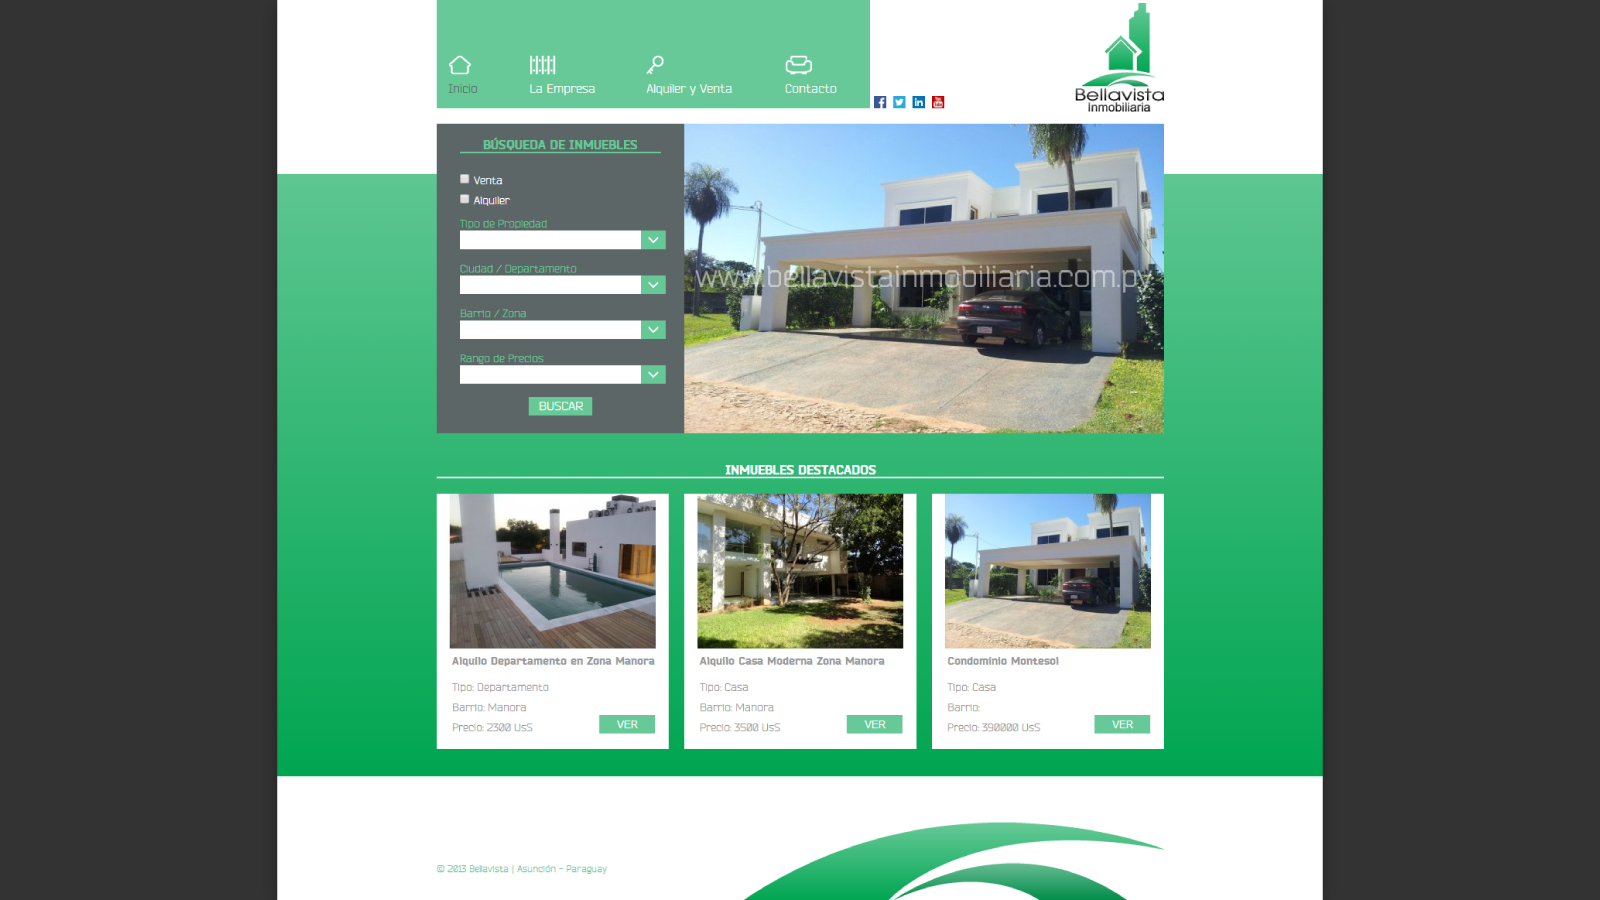 Inicio
La Empresa
Alquiler y Venta
Contacto
Bellavista
Inmobiliaria
BÚSQUEDA DE INMUEBLES
Venta
Alquiler
Tipo de Propiedad
Ciudad / Departamento
Barrio / Zona
Rango de Precios
BUSCAR
www.bellavistainmobiliaria.com.py
INMUEBLES DESTACADOS
Alquilo Departamento en Zona Manora
Tipo: Departamento
Barrio: Manora
Precio: 2300 UsS
VER
Alquilo Casa Moderna Zona Manora
Tipo: Casa
Barrio: Manora
Precio: 3500 UsS
VER
Condominio Montesol
Tipo: Casa
Barrio:
Precio: 390000 UsS
VER
© 2013 Bellavista | Asunción - Paraguay